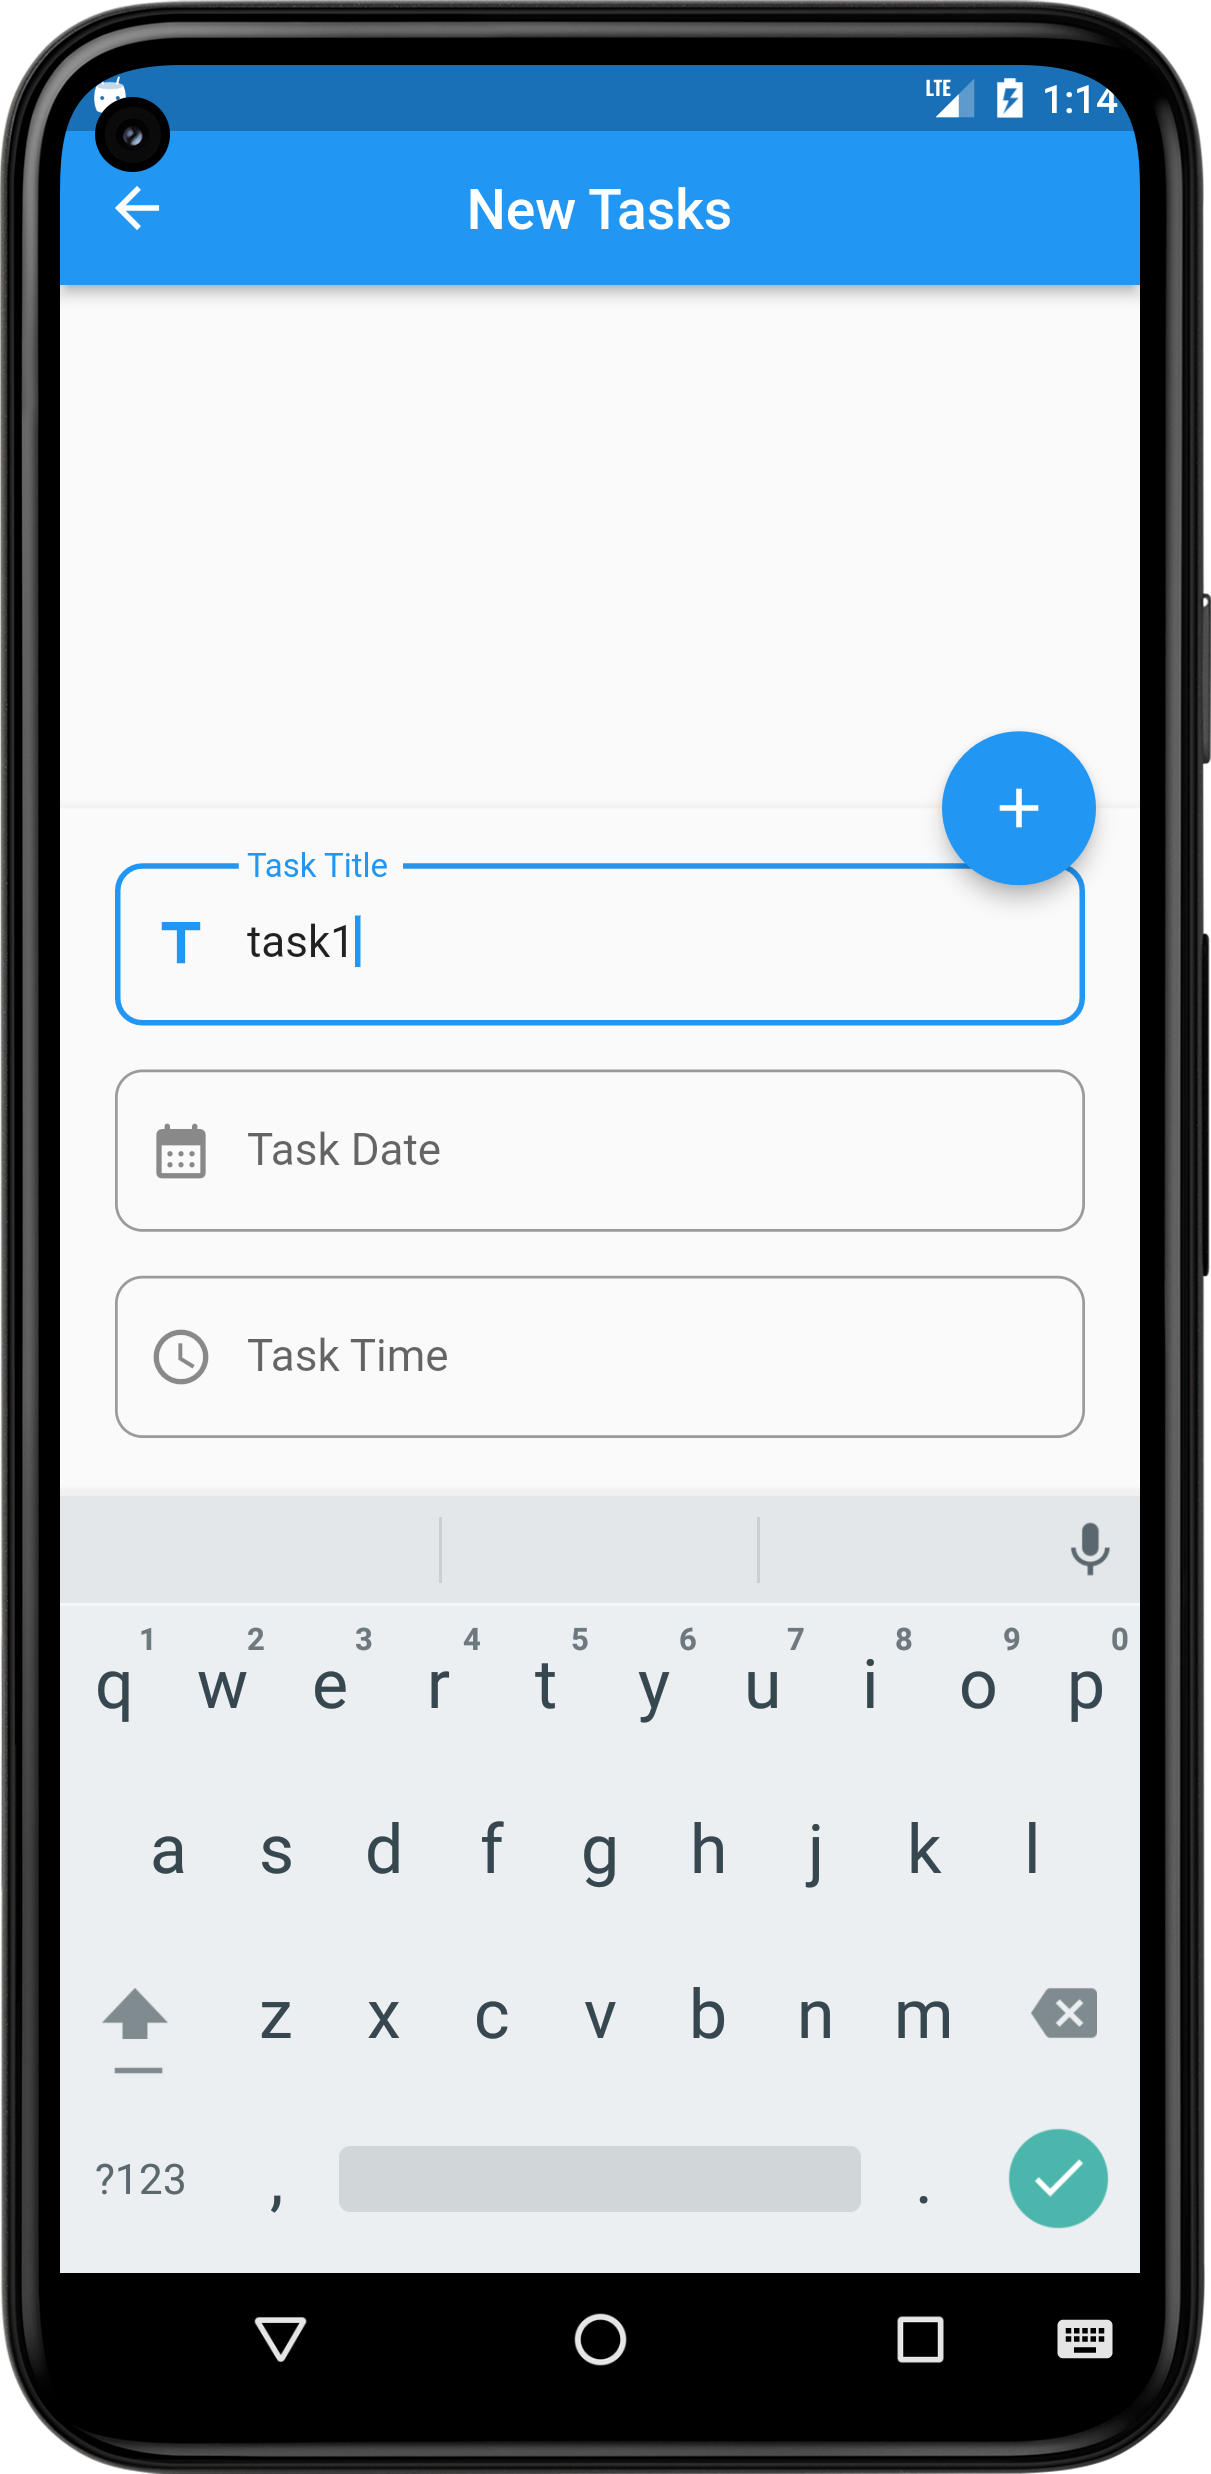 LTE 1:14
New Tasks
Task Title
task1
Task Date
Task Time
1 2 3 4 5 6 7 8 9 0
q w e r t y u i o p
a s d f g h j k l
z x c v b n m
?123 , .